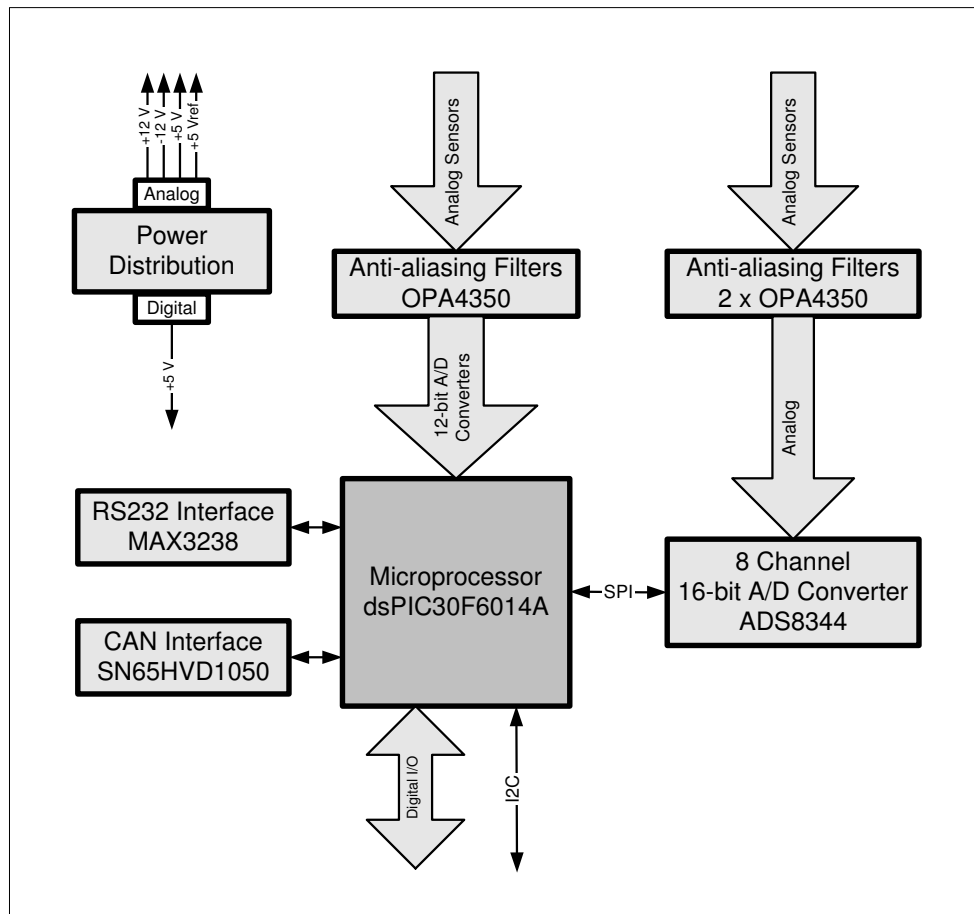 +12 V
-12 V
+5 V
+5 Vref
Analog
Power
Distribution
Digital
+5 V
Analog Sensors
Anti-aliasing Filters
OPA4350
12-bit A/D
Converters
Analog Sensors
Anti-aliasing Filters
2 x OPA4350
Analog
RS232 Interface
MAX3238
CAN Interface
SN65HVD1050
Microprocessor
dsPIC30F6014A
SPI
8 Channel
16-bit A/D Converter
ADS8344
Digital I/O
I2C